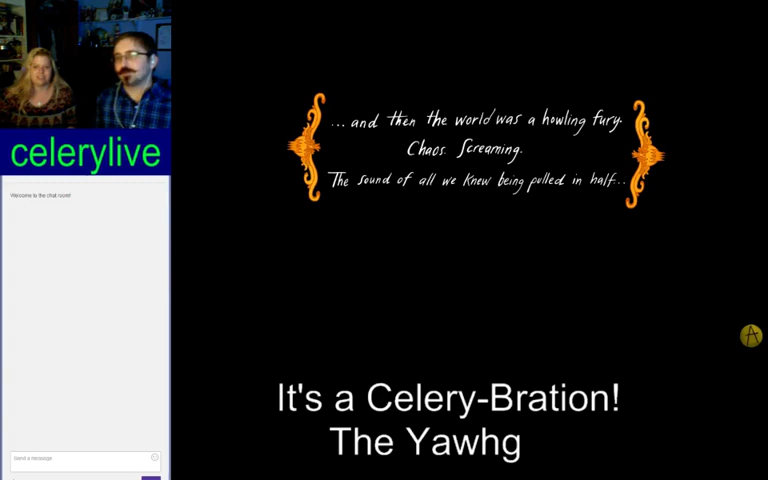 celerylive
Welcome to the chat room!
Send a message
...and then the world was a howling fury.
Chaos. Screaming.
The sound of all we knew being pulled in half...
A
It's a Celery-Bration!
The Yawhg